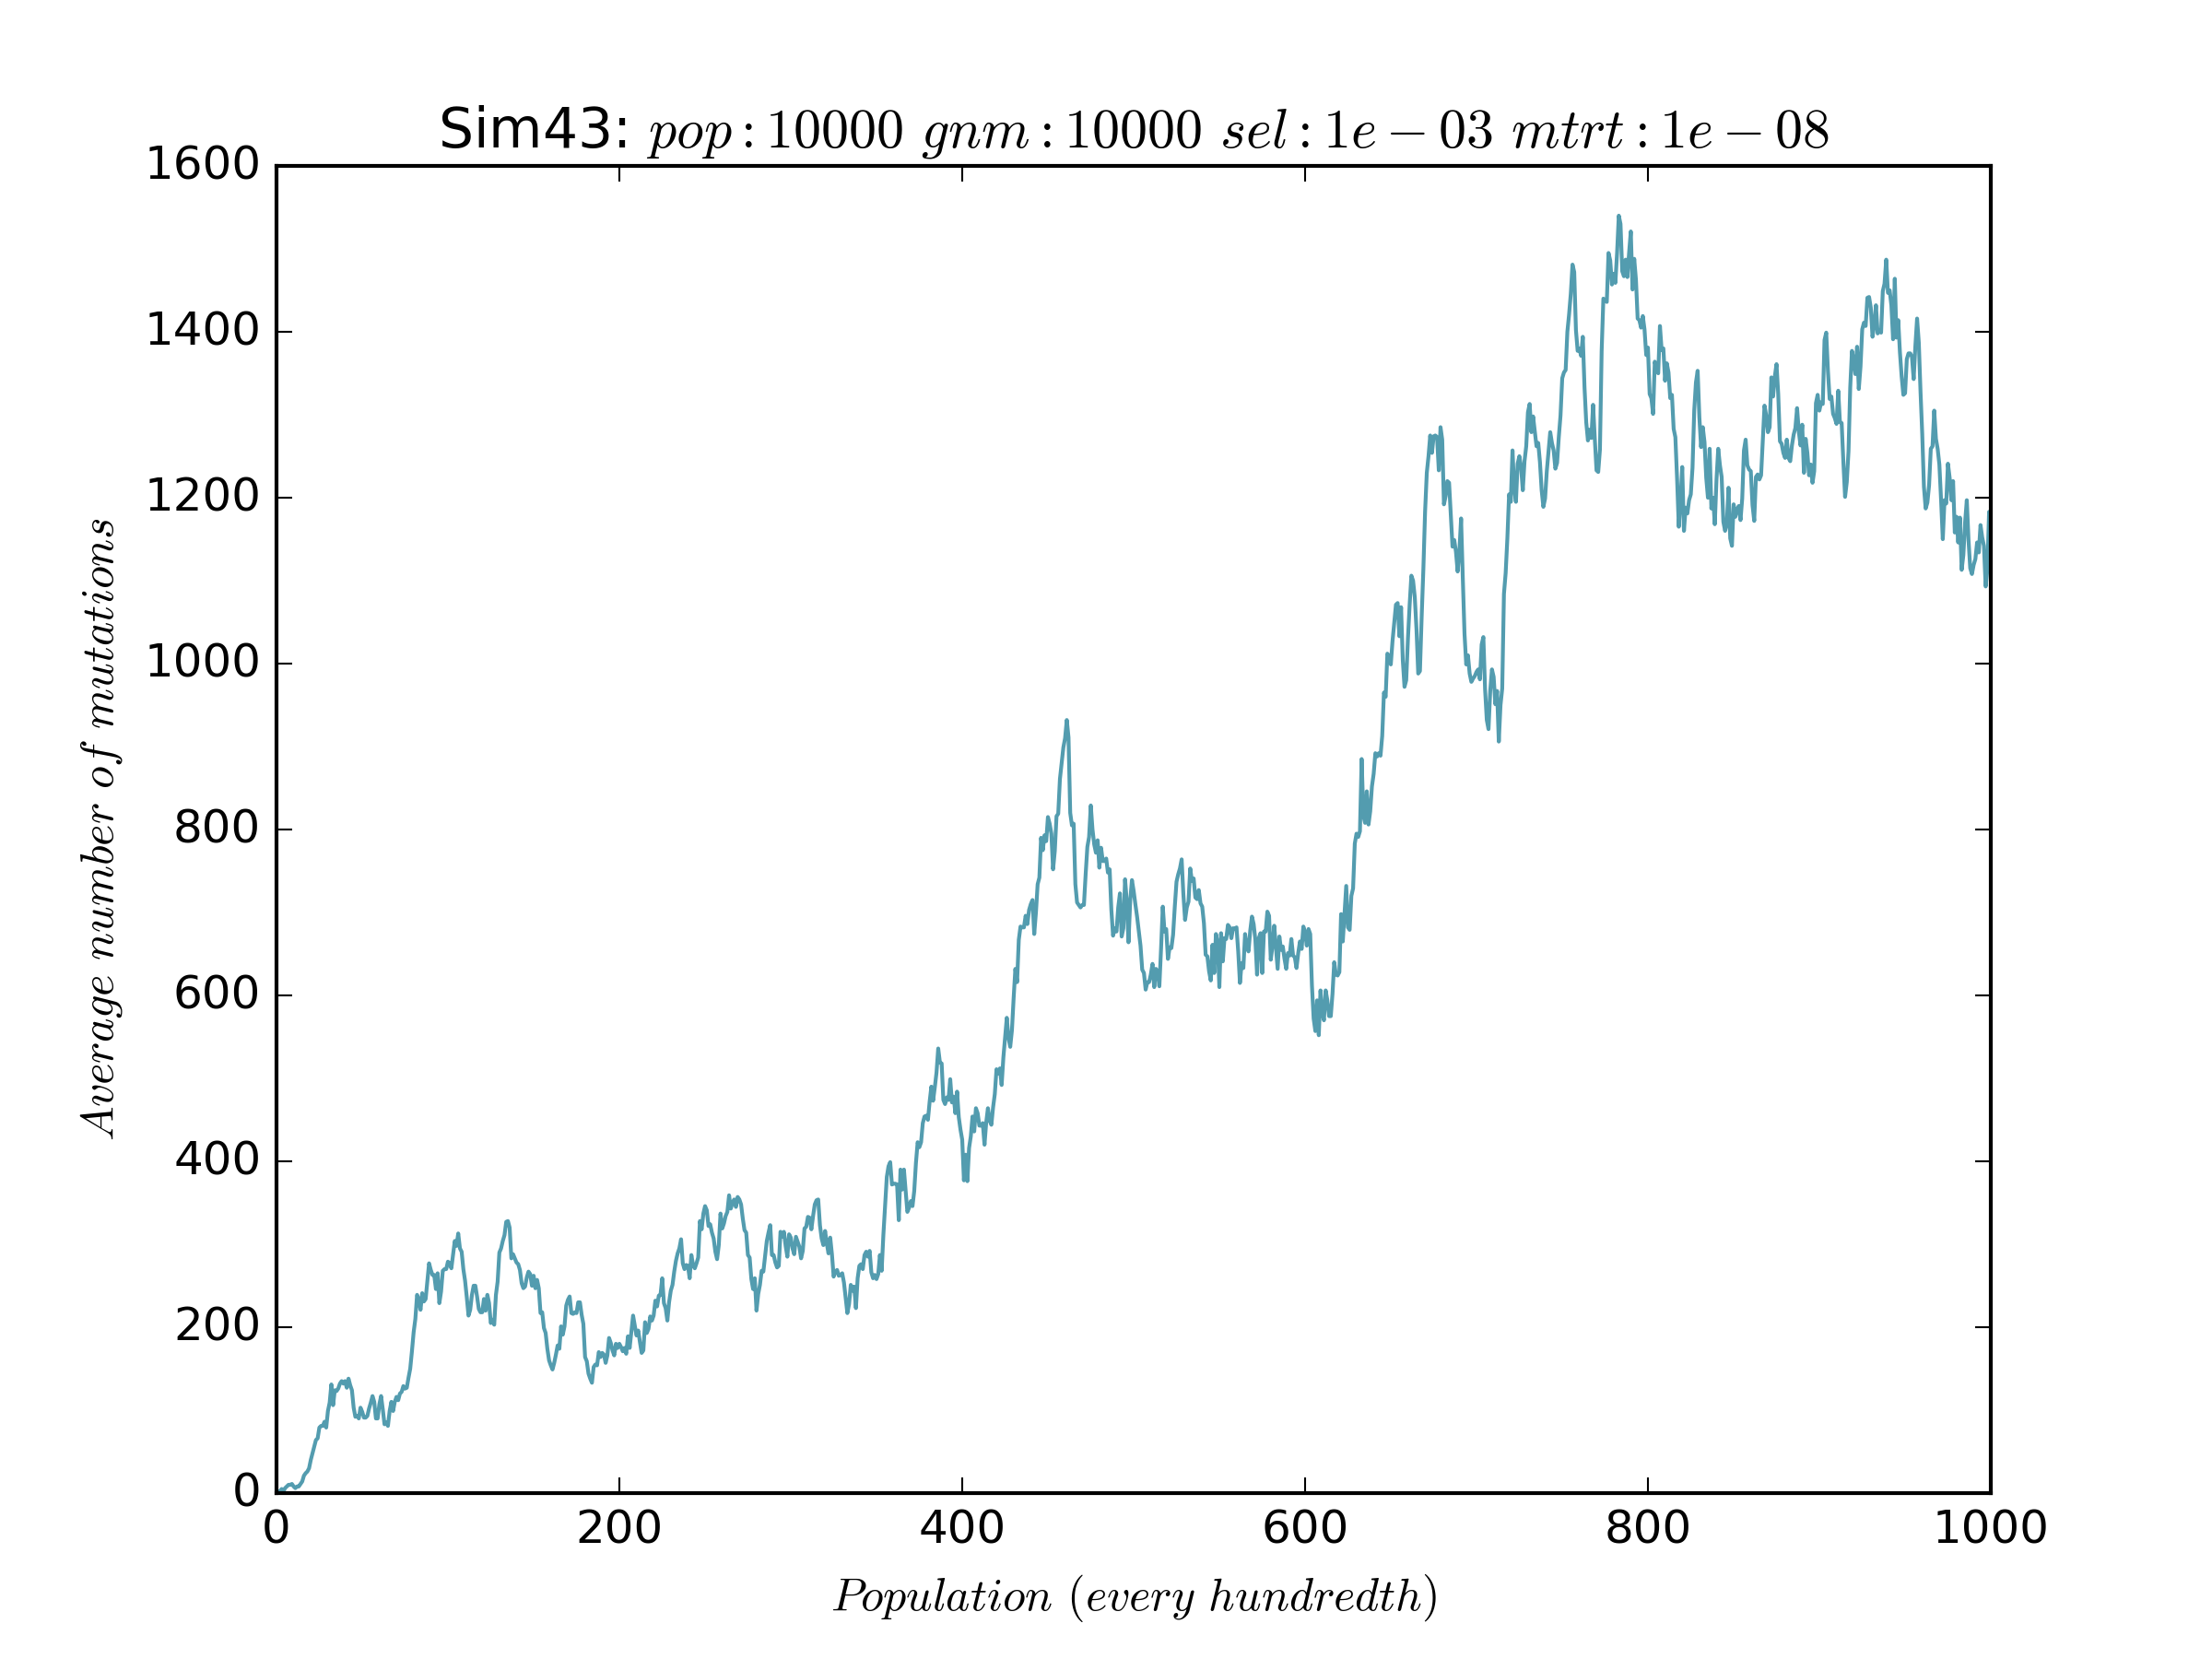 Sim43: pop : 10000 gnm : 10000 sel : 1e − 03 mtrt : 1e − 08
1600
1400
1200
1000
800
600
400
200
0
Average number of mutations
0 200 400 600 800 1000
Population (every hundredth)